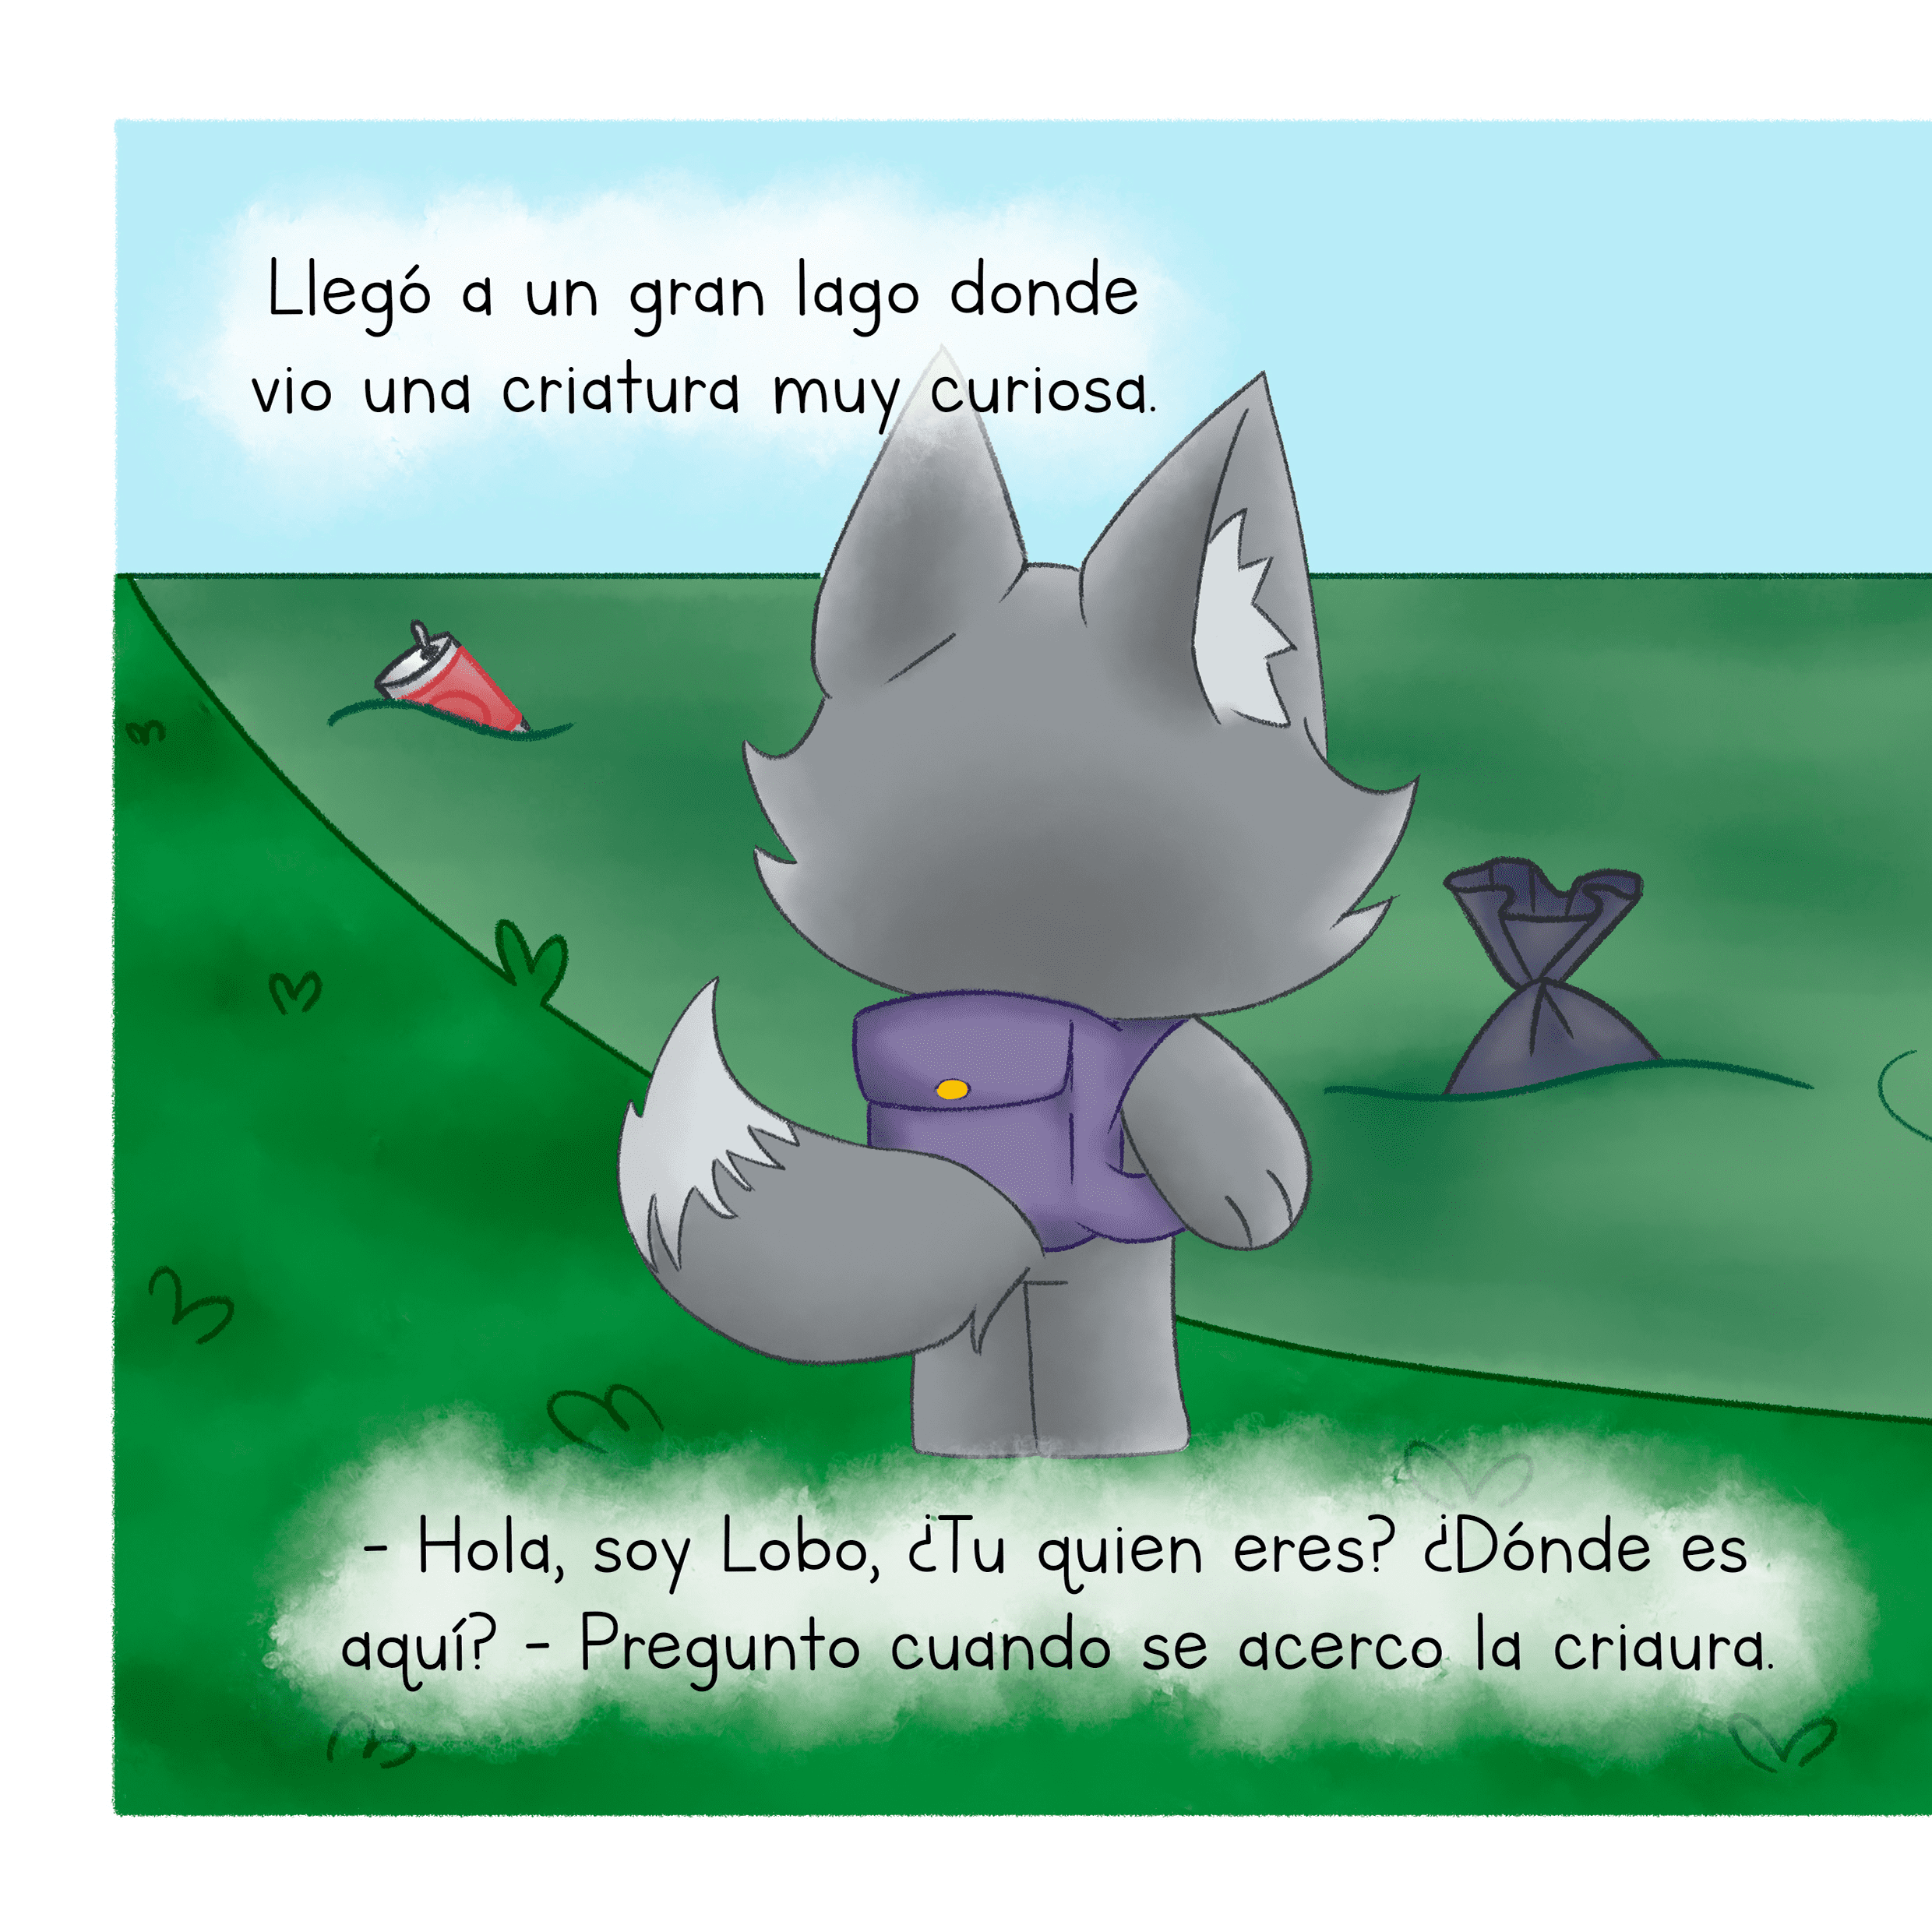 Llegó a un gran lago donde
vio una criatura muy curiosa.
- Hola, soy Lobo, ¿Tu quien eres? ¿Dónde es
aquí? - Pregunto cuando se acerco la criaura.